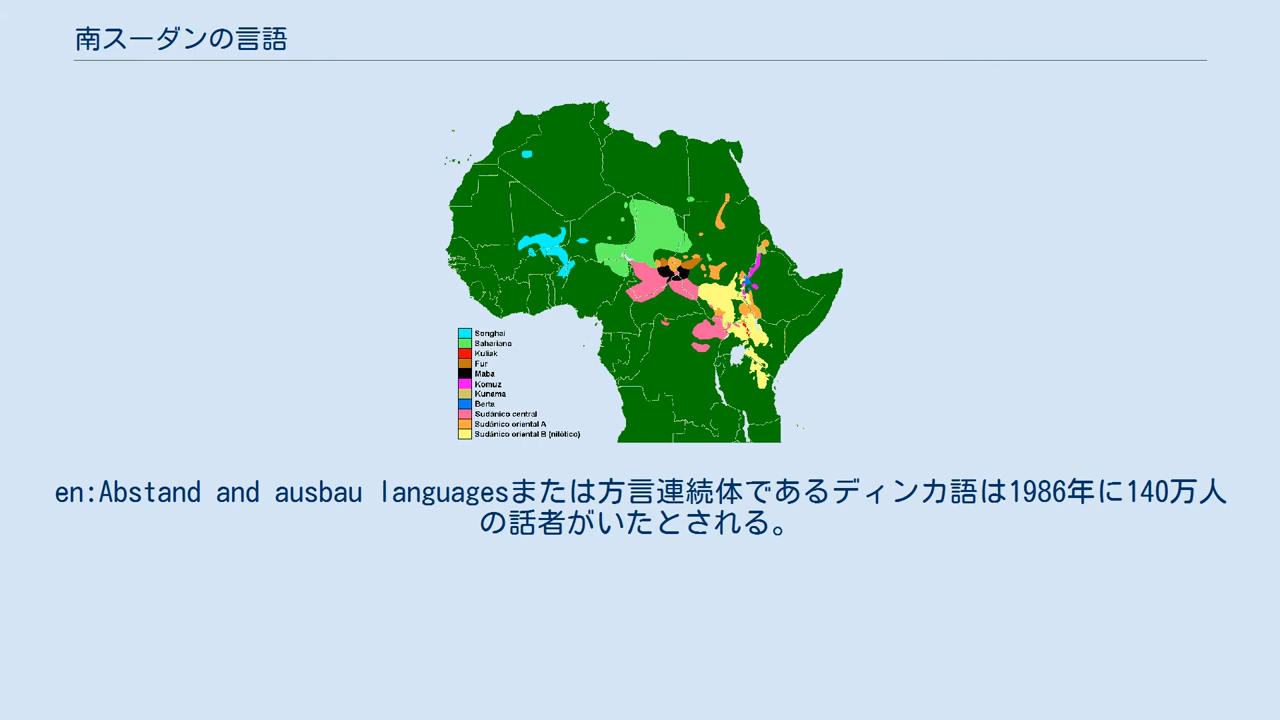 南スーダンの言語
Songhai
Sahariano
Kuliak
Fur
Maba
Komuz
Kunama
Berta
Sudánico central
Sudánico oriental A
Sudánico oriental B (nilótico)
en:Abstand and ausbau languagesまたは方言連続体であるディンカ語は1986年に140万人
の話者がいたとされる。